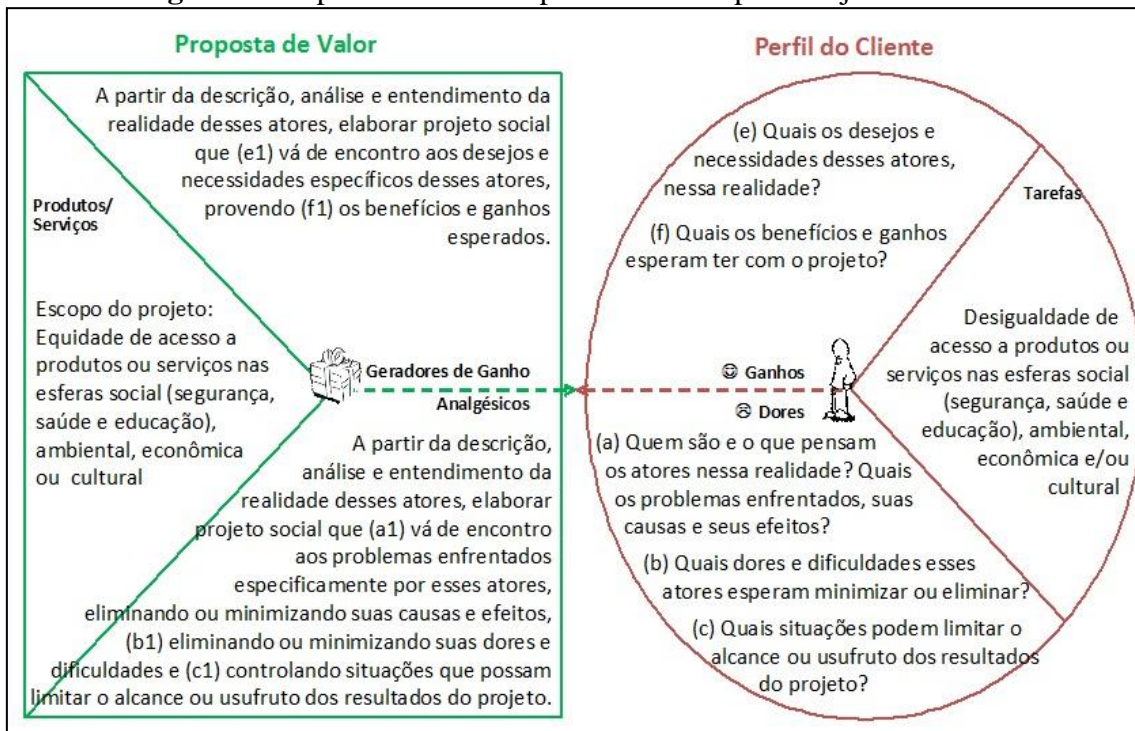 Proposta de Valor
A partir da descrição, análise e entendimento da
realidade desses atores, elaborar projeto social
que (e1) vá de encontro aos desejos e
necessidades específicos desses atores,
provendo (f1) os benefícios e ganhos
esperados.
Produtos/
Serviços
Escopo do projeto:
Equidade de acesso a
produtos ou serviços nas
esferas social (segurança,
saúde e educação),
ambiental, econômica
ou cultural
Geradores de Ganho
Analgésicos
A partir da descrição,
análise e entendimento da
realidade desses atores, elaborar
projeto social que (a1) vá de encontro
aos problemas enfrentados
especificamente por esses atores,
eliminando ou minimizando suas causas e efeitos,
(b1) eliminando ou minimizando suas dores e
dificuldades e (c1) controlando situações que possam
limitar o alcance ou usufruto dos resultados do projeto.
Perfil do Cliente
(e) Quais os desejos e
necessidades desses atores,
nessa realidade?
(f) Quais os benefícios e ganhos
esperam ter com o projeto?
Tarefas
Desigualdade de
acesso a produtos ou
serviços nas esferas social
(segurança, saúde e
educação), ambiental,
econômica e/ou
cultural
☺ Ganhos
☹ Dores
(a) Quem são e o que pensam
os atores nessa realidade? Quais
os problemas enfrentados, suas
causas e seus efeitos?
(b) Quais dores e dificuldades esses
atores esperam minimizar ou eliminar?
(c) Quais situações podem limitar o
alcance ou usufruto dos resultados
do projeto?